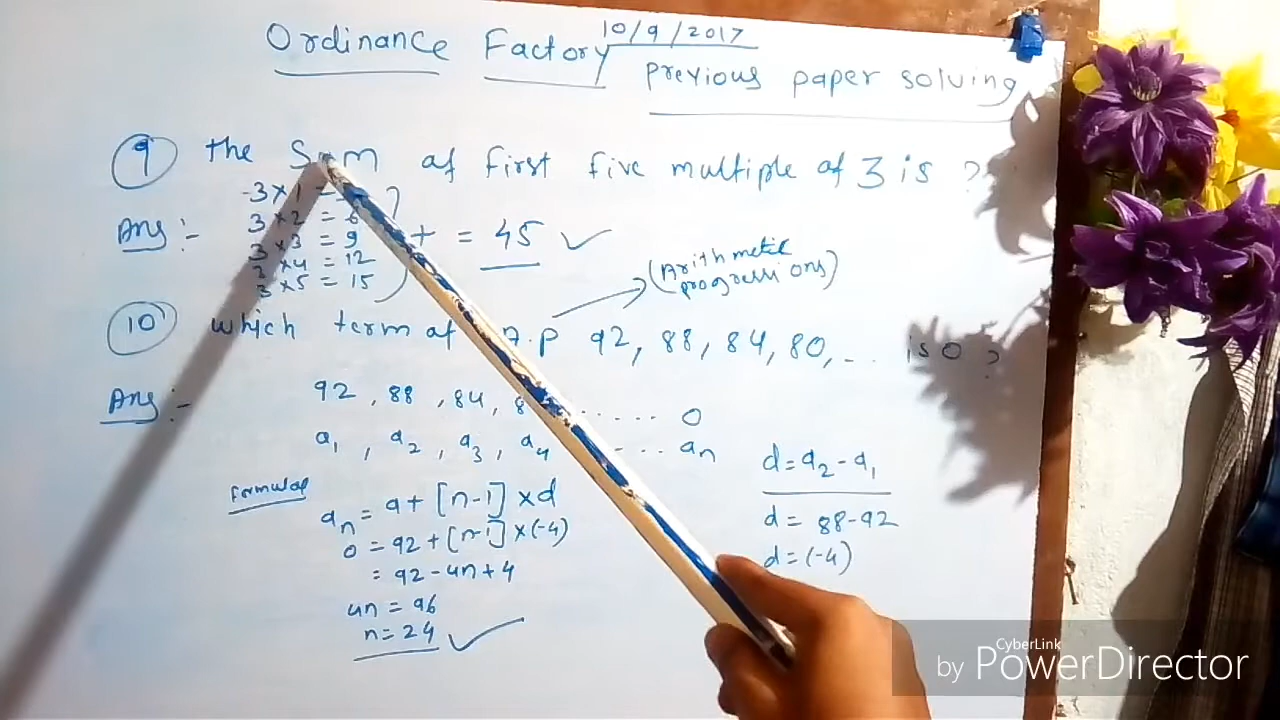 Ordinance Factory 10/9/2017
Previous paper solving
9 The Sum of first five multiple of 3 is ?
3 × 1 =
Ans :- 3 × 2 = 6
3 × 3 = 9 + = 45 ✓
× 4 = 12
3 × 5 = 15
(Arithmetic
progressions)
10 which term of A.P 92, 88, 84, 80, ... is 0 ?
Ans :- 92, 88, 84, 8 ..... 0
a1, a2, a3, a4 ... an
d = a2 - a1
Formula
an = a + [n-1] × d
d = 88-92
0 = 92 + [n-1] × (-4)
d = (-4)
= 92 - 4n + 4
4n = 96
n = 24 ✓
CyberLink
by PowerDirector